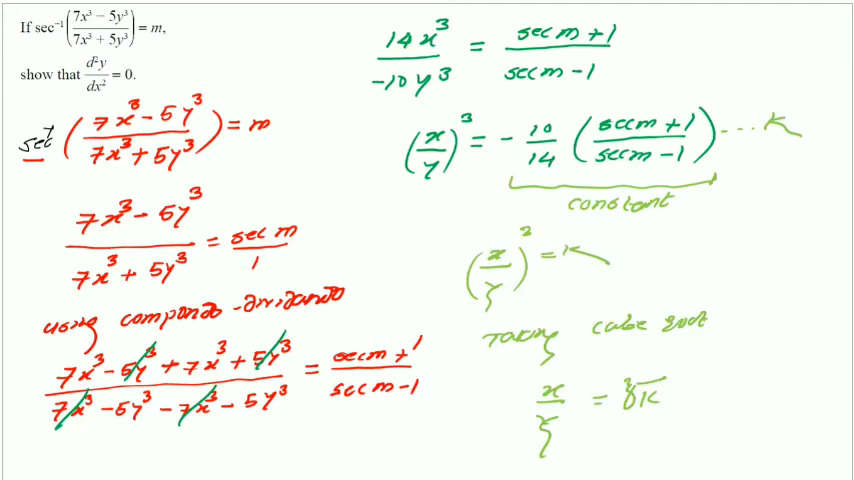 If sec⁻¹((7x³ − 5y³)/(7x³ + 5y³)) = m,
show that d²y/dx² = 0.
sec⁻¹((7x³ − 5y³)/(7x³ + 5y³)) = m
(7x³ − 5y³)/(7x³ + 5y³) = sec m/1
using compondo - dividendo
(7x³ − 5y³ + 7x³ + 5y³)/(7x³ − 5y³ − 7x³ − 5y³) = (sec m + 1)/(sec m − 1)
14x³/−10y³ = (sec m + 1)/(sec m − 1)
(x/y)³ = − 10/14 ((sec m + 1)/(sec m − 1)) --- K
constant
(x/y)³ = K
Taking cube root
x/y = ∛K